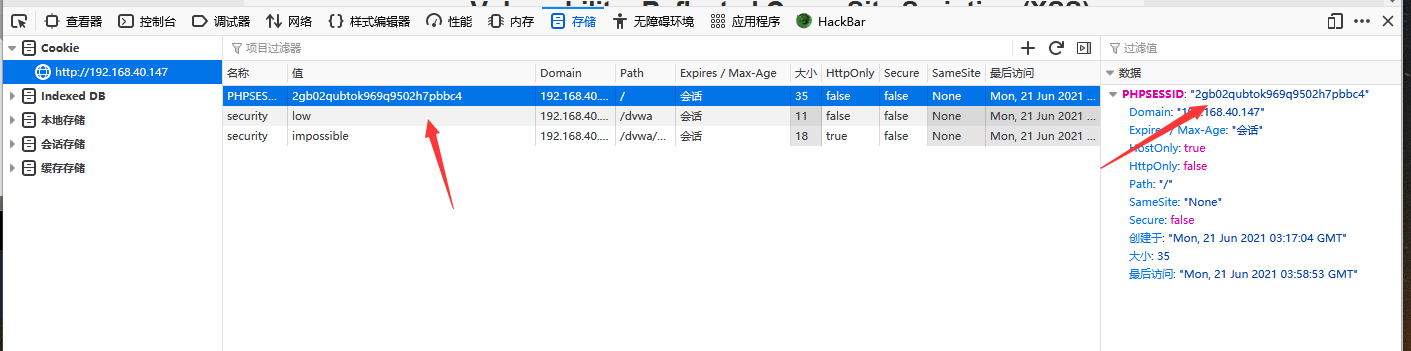 查看器 控制台 调试器 网络 样式编辑器 性能 内存 存储 无障碍环境 应用程序 HackBar
Cookie
http://192.168.40.147
Indexed DB
本地存储
会话存储
缓存存储
项目过滤器
名称 值 Domain Path Expires / Max-Age 大小 HttpOnly Secure SameSite 最后访问
PHPSES... 2gb02qubtok969q9502h7pbbc4 192.168.40.... / 会话 35 false false None Mon, 21 Jun 2021 ...
security low 192.168.40.... /dvwa 会话 11 false false None Mon, 21 Jun 2021 ...
security impossible 192.168.40.... /dvwa/... 会话 18 true false None Mon, 21 Jun 2021 ...
过滤值
数据
PHPSESSID: "2gb02qubtok969q9502h7pbbc4"
Domain: "192.168.40.147"
Expires / Max-Age: "会话"
HostOnly: true
HttpOnly: false
Path: "/"
SameSite: "None"
Secure: false
创建于: "Mon, 21 Jun 2021 03:17:04 GMT"
大小: 35
最后访问: "Mon, 21 Jun 2021 03:58:53 GMT"